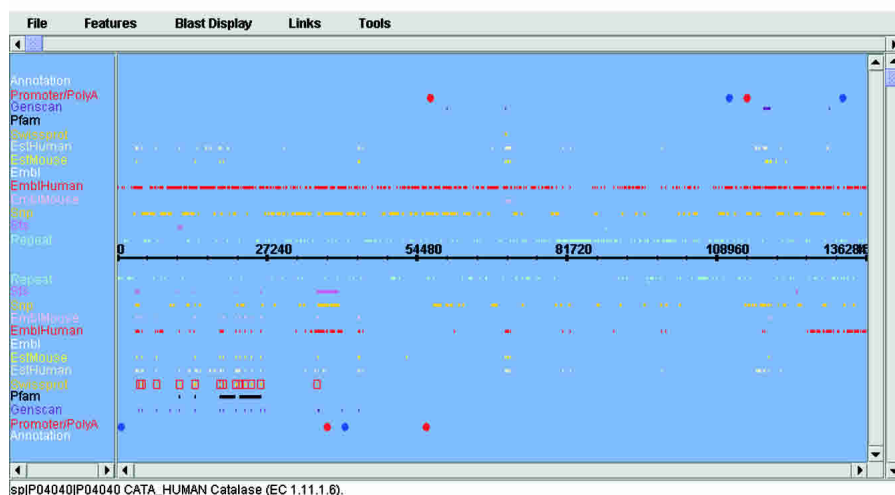 File Features Blast Display Links Tools
Annotation
Promoter/PolyA
Genscan
Pfam
Swissprot
EstHuman
EstMouse
Embl
EmblHuman
EmblMouse
Snp
Sts
Repeat
0 27240 54480 81720 108960 136284
Repeat
Sts
Snp
EmblMouse
EmblHuman
Embl
EstMouse
EstHuman
Swissprot
Pfam
Genscan
Promoter/PolyA
Annotation
sp|P04040|P04040 CATA_HUMAN Catalase (EC 1.11.1.6).